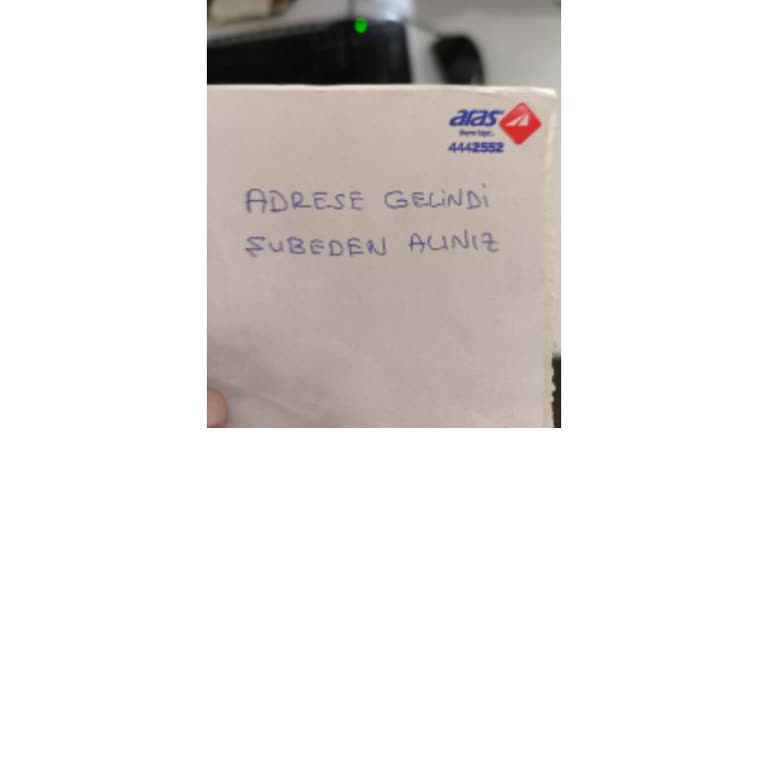 aras
4442552
ADRESE GELİNDİ
ŞUBEDEN ALINIZ